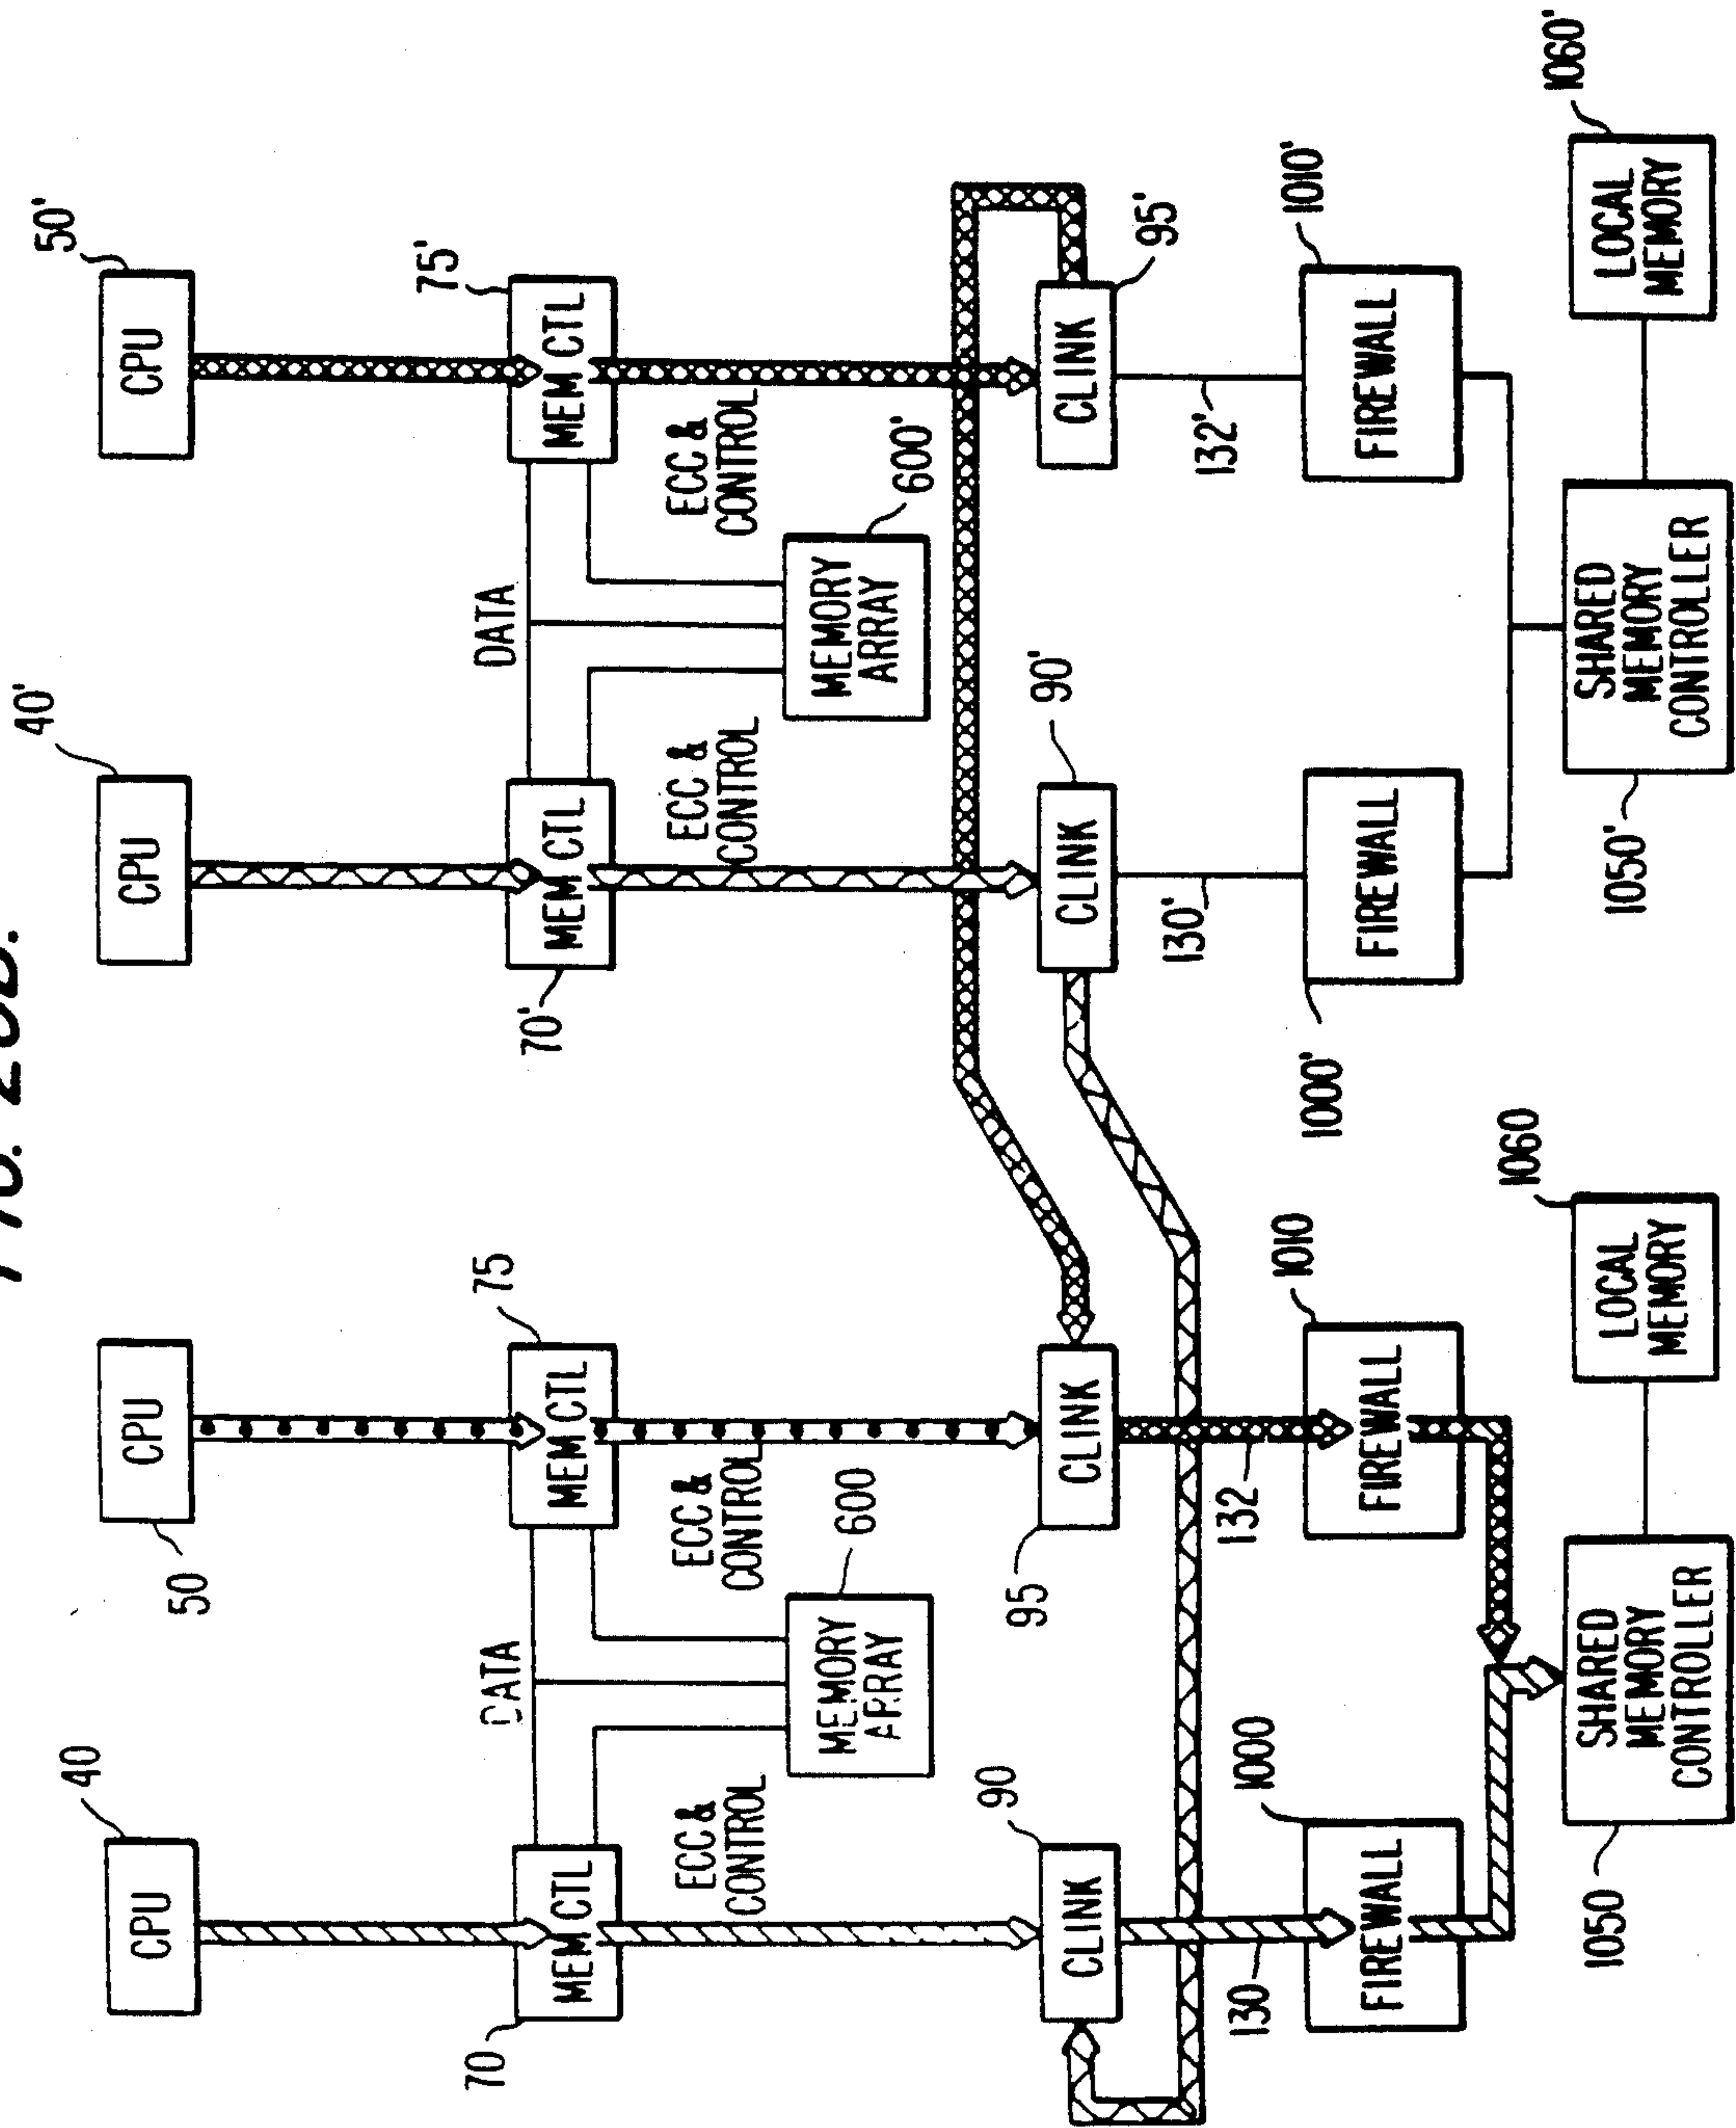 40
CPU
50
CPU
40'
CPU
50'
CPU
70
MEM CTL
DATA
75
MEM CTL
70'
MEM CTL
DATA
75'
MEM CTL
ECC &
CONTROL
ECC &
CONTROL
ECC &
CONTROL
ECC &
CONTROL
600
MEMORY
ARRAY
600'
MEMORY
ARRAY
90
CLINK
95
CLINK
90'
CLINK
95'
CLINK
130
132
130'
132'
1000
FIREWALL
1010
FIREWALL
1000'
FIREWALL
1010'
FIREWALL
1050
SHARED
MEMORY
CONTROLLER
1060
LOCAL
MEMORY
1050'
SHARED
MEMORY
CONTROLLER
1060'
LOCAL
MEMORY